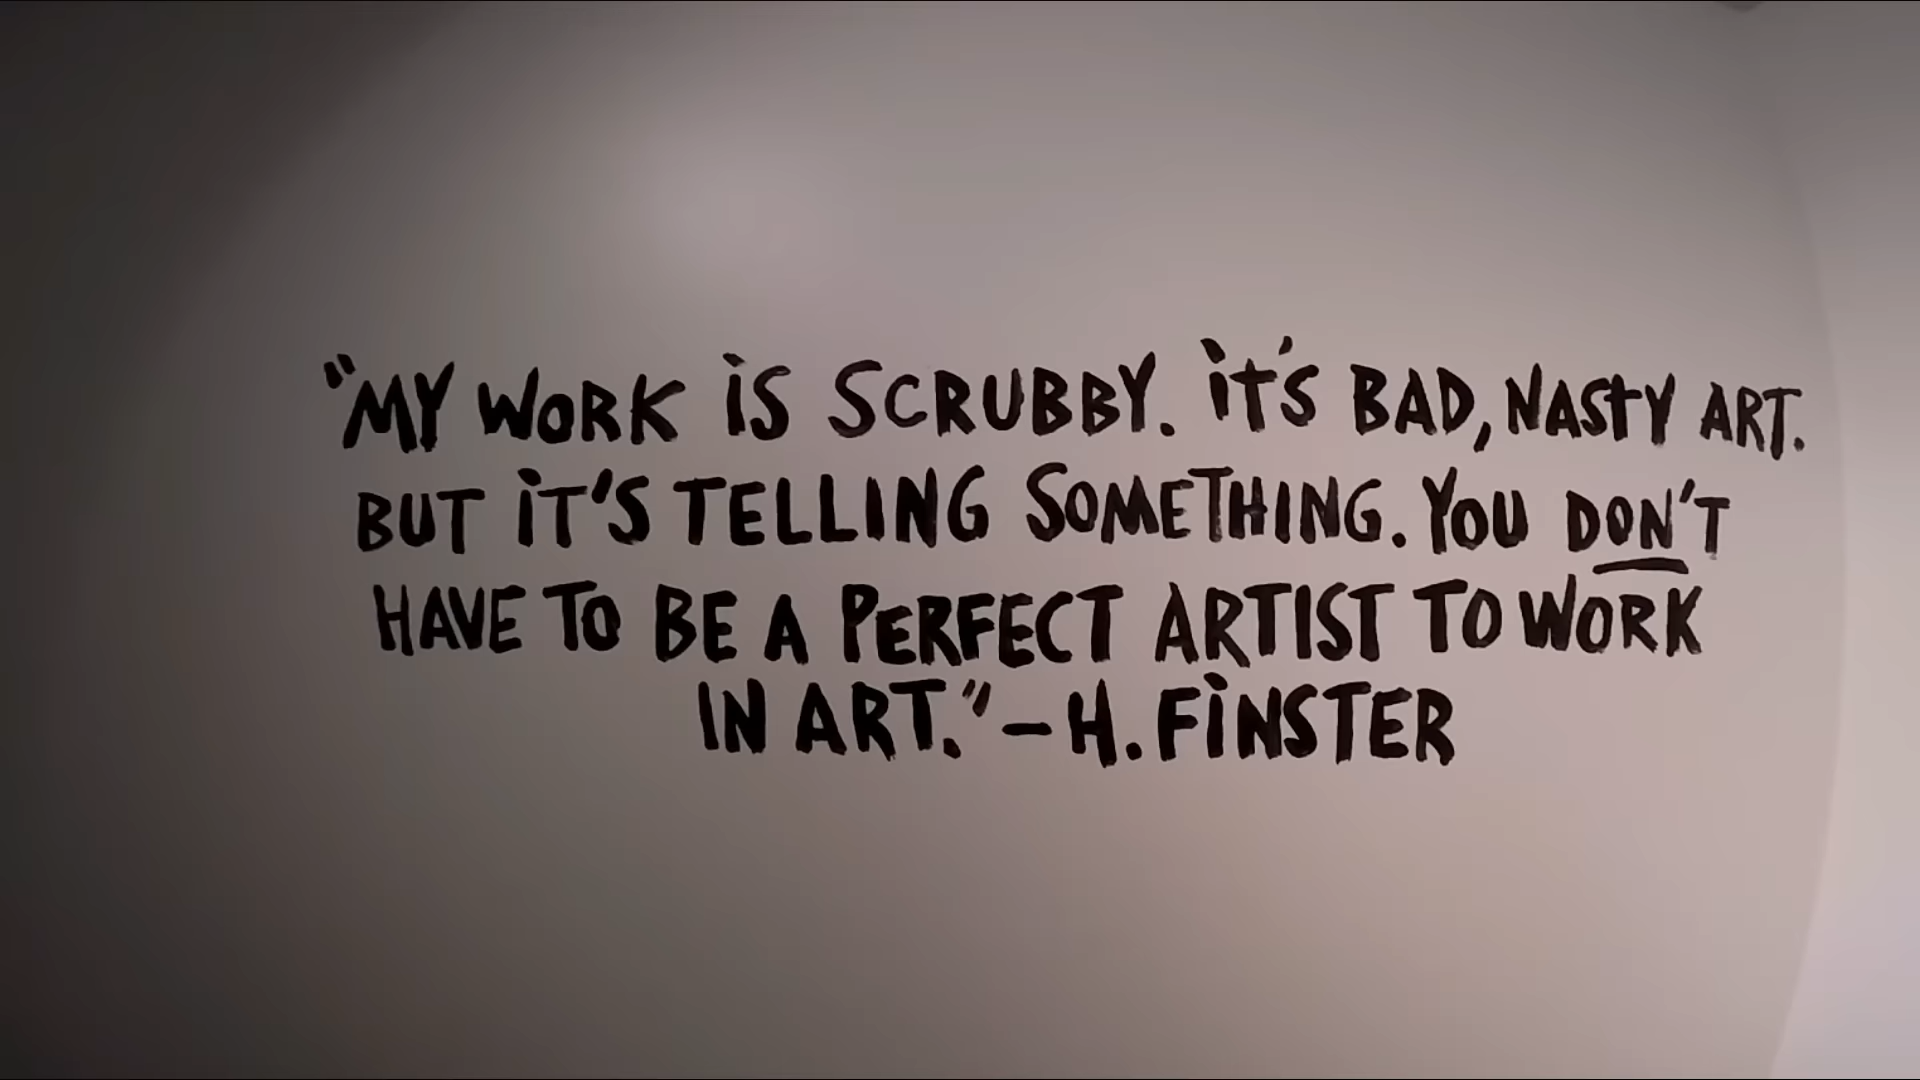 "MY WORK iS SCRUBBY. iT'S BAD, NASTY ART.
BUT iT'S TELLING SOMETHING. YOU DON'T
HAVE TO BE A PERFECT ARTIST TO WORK
IN ART." – H. FiNSTER